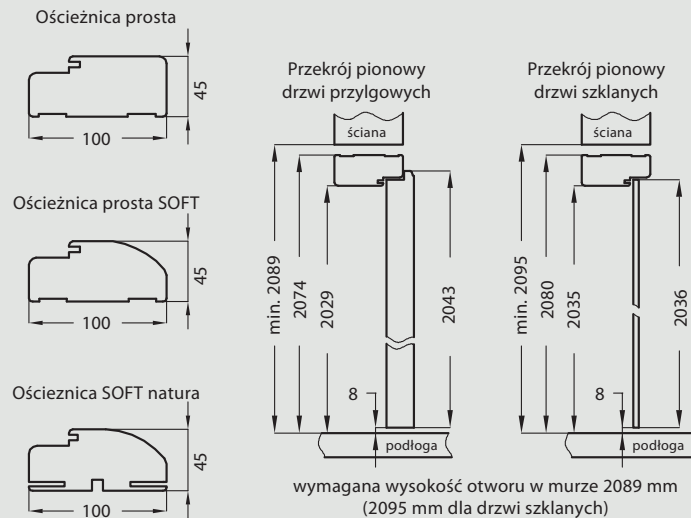 Ościeżnica prosta
45
100
Ościeżnica prosta SOFT
45
100
Ościeznica SOFT natura
45
100
Przekrój pionowy
drzwi przylgowych
ściana
min. 2089
2074
2029
2043
8
podłoga
Przekrój pionowy
drzwi szklanych
ściana
min. 2095
2080
2035
2036
8
podłoga
wymagana wysokość otworu w murze 2089 mm
(2095 mm dla drzwi szklanych)